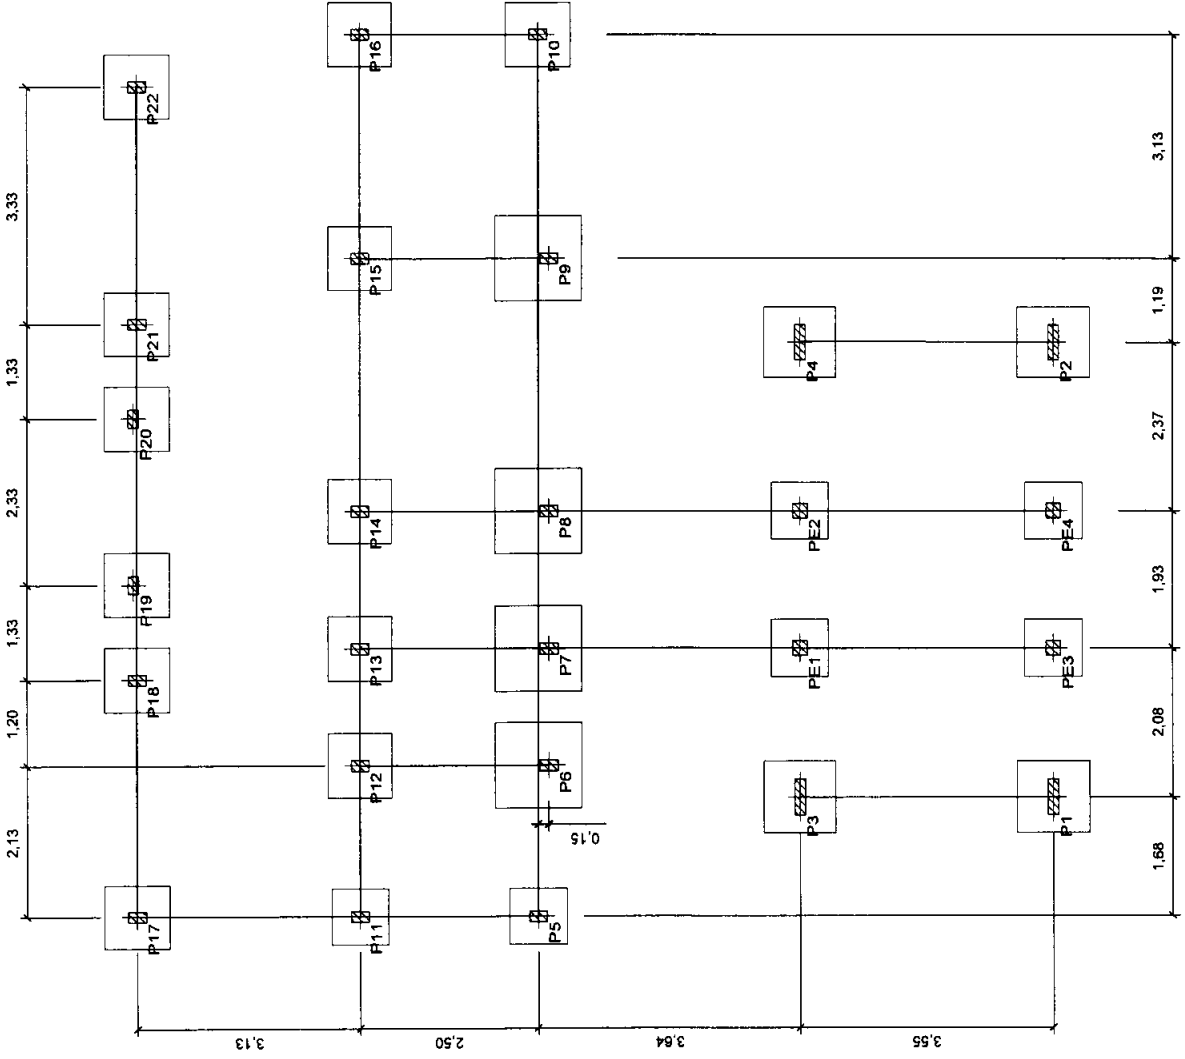 3,33
1,33
2,33
1,33
1,20
2,13
P22
P21
P20
P19
P18
P17
P16
P15
P14
P13
P12
P11
P10
P9
P8
P7
P6
P5
0,15
P4
PE2
PE1
P3
P2
PE4
PE3
P1
3,13
1,19
2,37
1,93
2,08
1,68
3,13
2,50
3,64
3,55